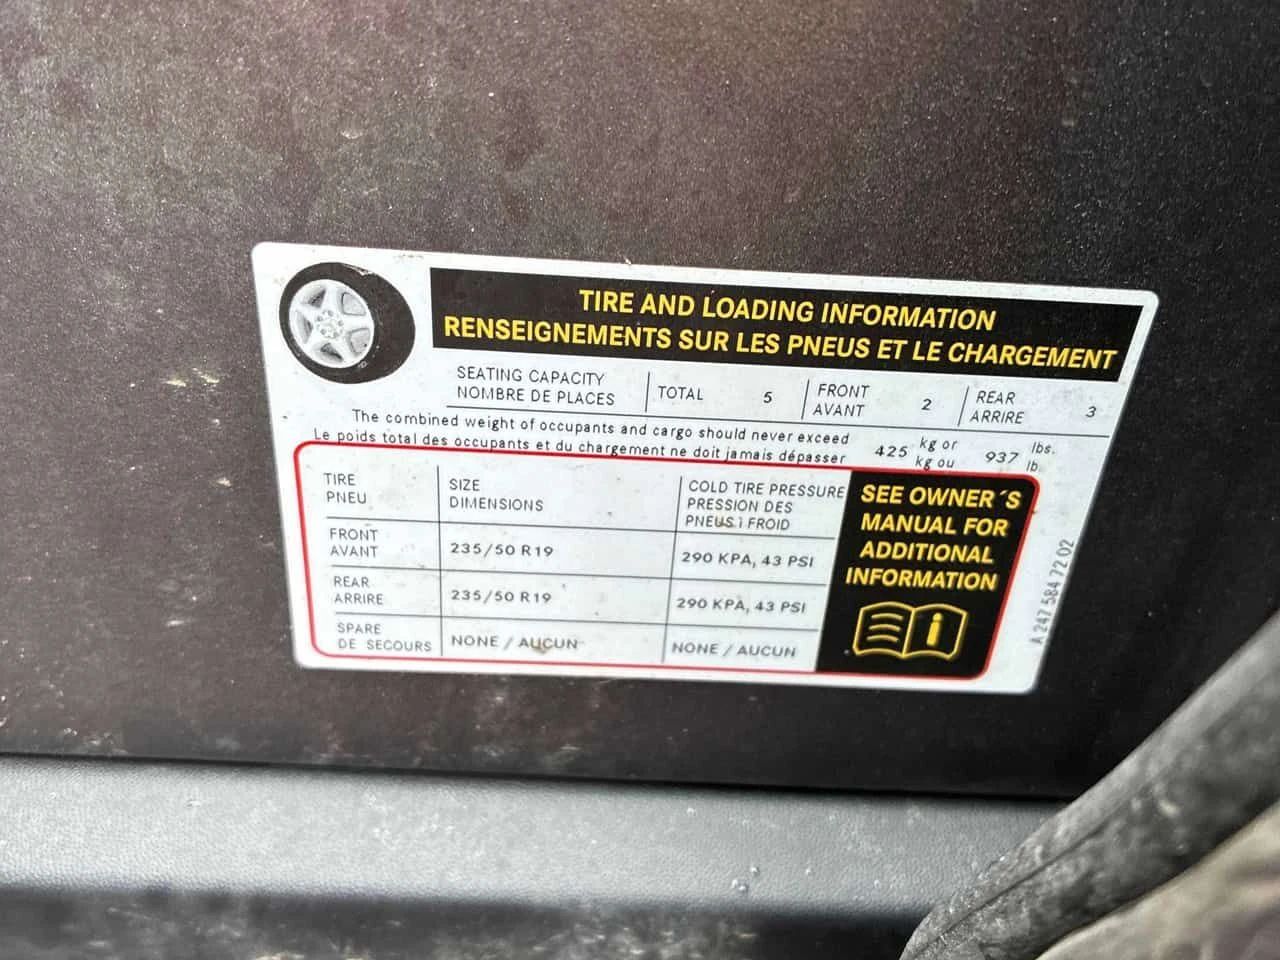 TIRE AND LOADING INFORMATION
RENSEIGNEMENTS SUR LES PNEUS ET LE CHARGEMENT
SEATING CAPACITY
NOMBRE DE PLACES
TOTAL 5
FRONT
AVANT
2
REAR
ARRIRE
3
The combined weight of occupants and cargo should never exceed
Le poids total des occupants et du chargement ne doit jamais dépasser
425
kg or
kg ou
937
lbs.
lb.
TIRE
PNEU
SIZE
DIMENSIONS
COLD TIRE PRESSURE
PRESSION DES
PNEUS i FROID
FRONT
AVANT
235/50 R19
290 KPA, 43 PSI
REAR
ARRIRE
235/50 R19
290 KPA, 43 PSI
SPARE
DE SECOURS
NONE / AUCUN
NONE / AUCUN
SEE OWNER´S
MANUAL FOR
ADDITIONAL
INFORMATION
A 247 584 72 02